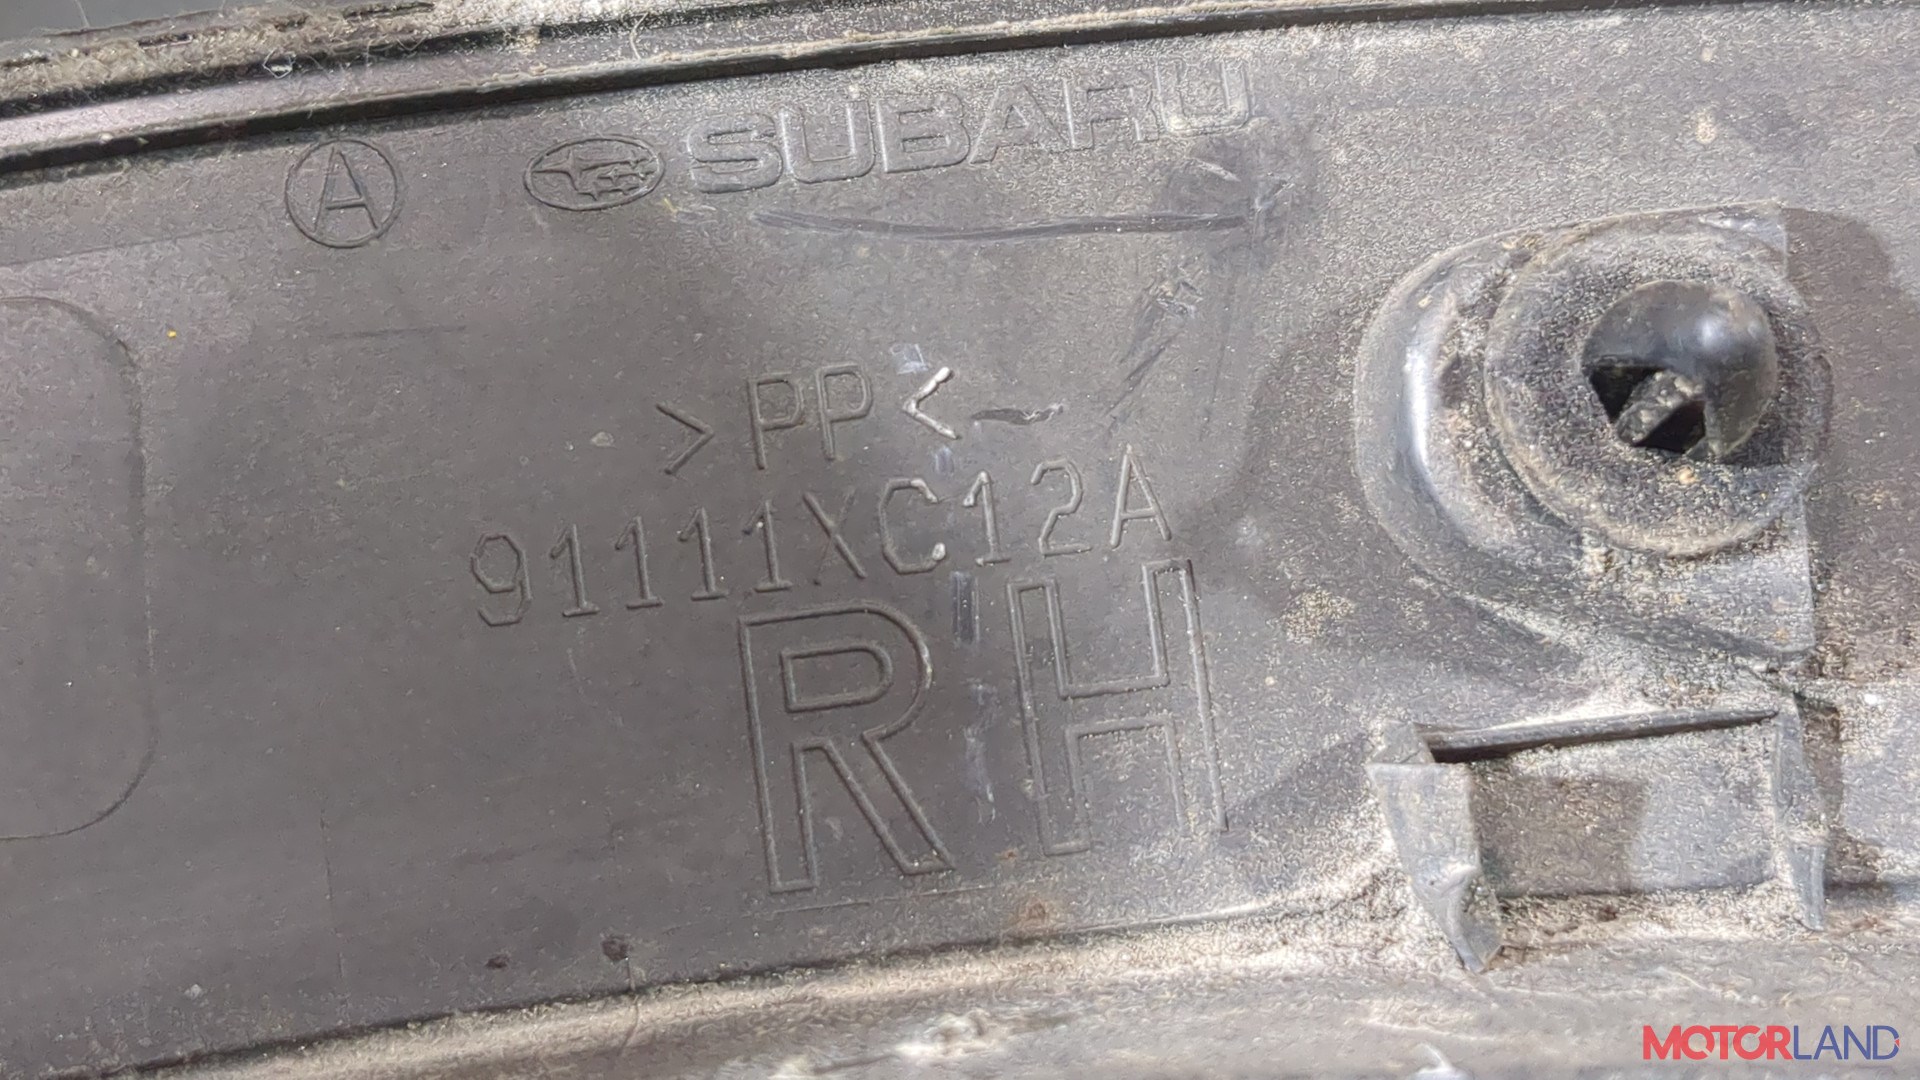 A SUBARU
>PP<
91111XC12A
RH
MOTORLAND